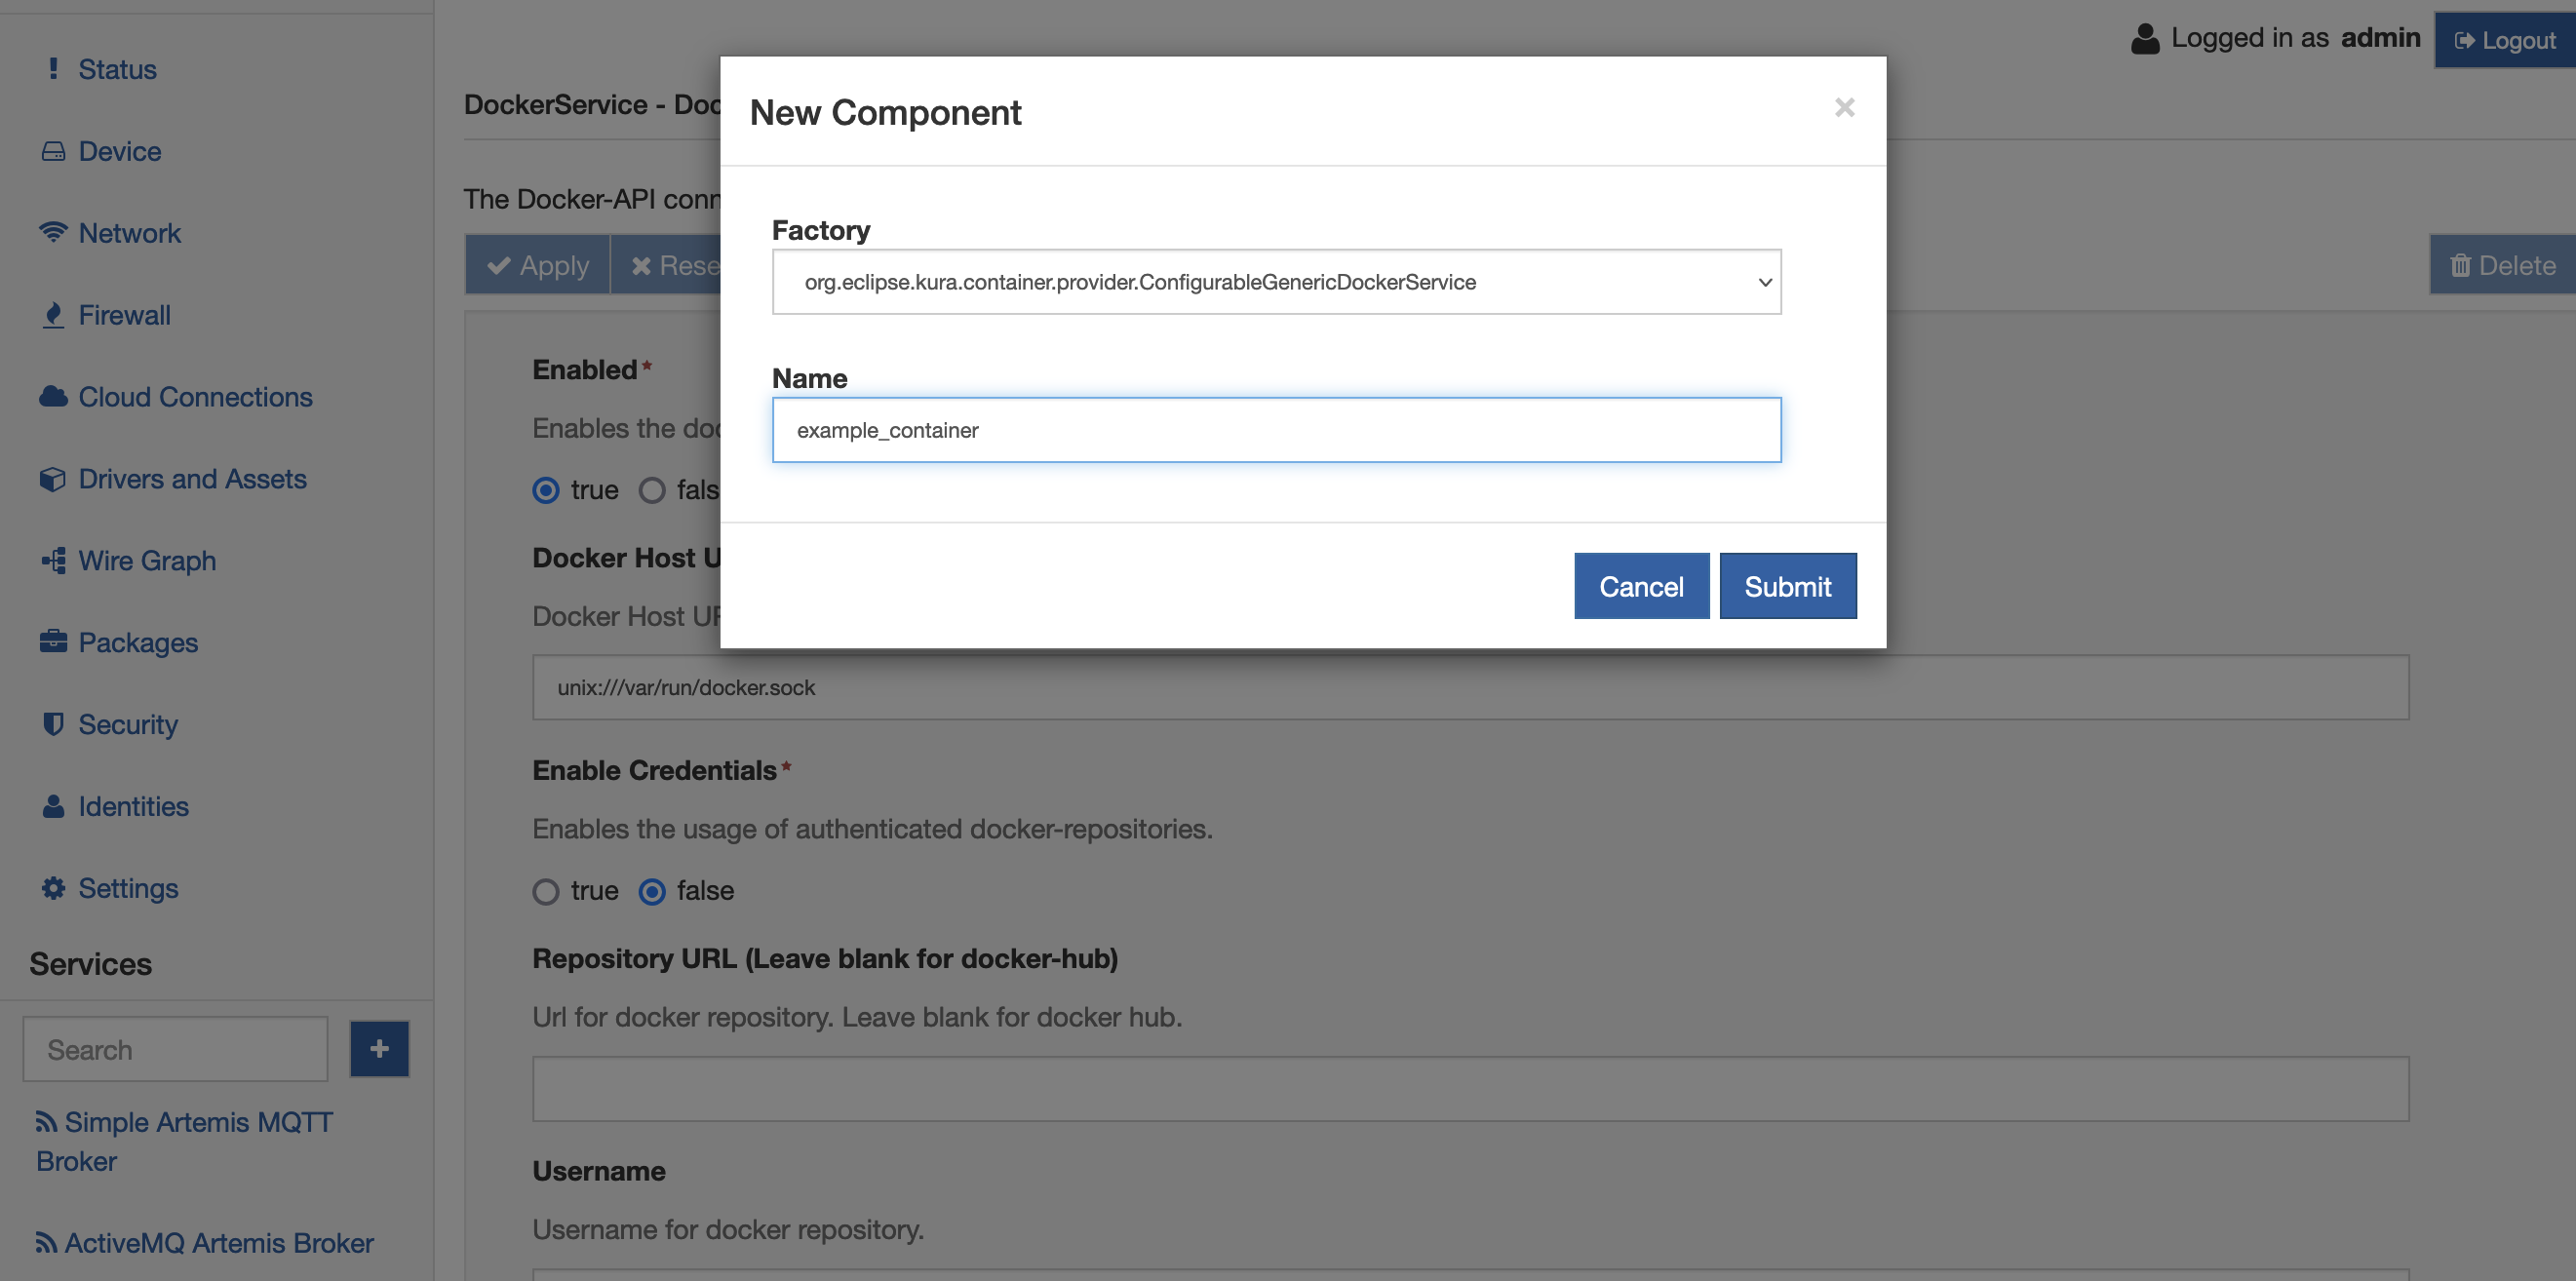 Logged in as admin
Logout
Status
Device
Network
Firewall
Cloud Connections
Drivers and Assets
Wire Graph
Packages
Security
Identities
Settings
Services
Search
Simple Artemis MQTT
Broker
ActiveMQ Artemis Broker
DockerService - Doc
The Docker-API conn
Apply
Rese
Delete
Enabled*
Enables the doc
true
fals
Docker Host U
Docker Host UR
unix:///var/run/docker.sock
Enable Credentials*
Enables the usage of authenticated docker-repositories.
true
false
Repository URL (Leave blank for docker-hub)
Url for docker repository. Leave blank for docker hub.
Username
Username for docker repository.
New Component
×
Factory
org.eclipse.kura.container.provider.ConfigurableGenericDockerService
Name
example_container
Cancel
Submit